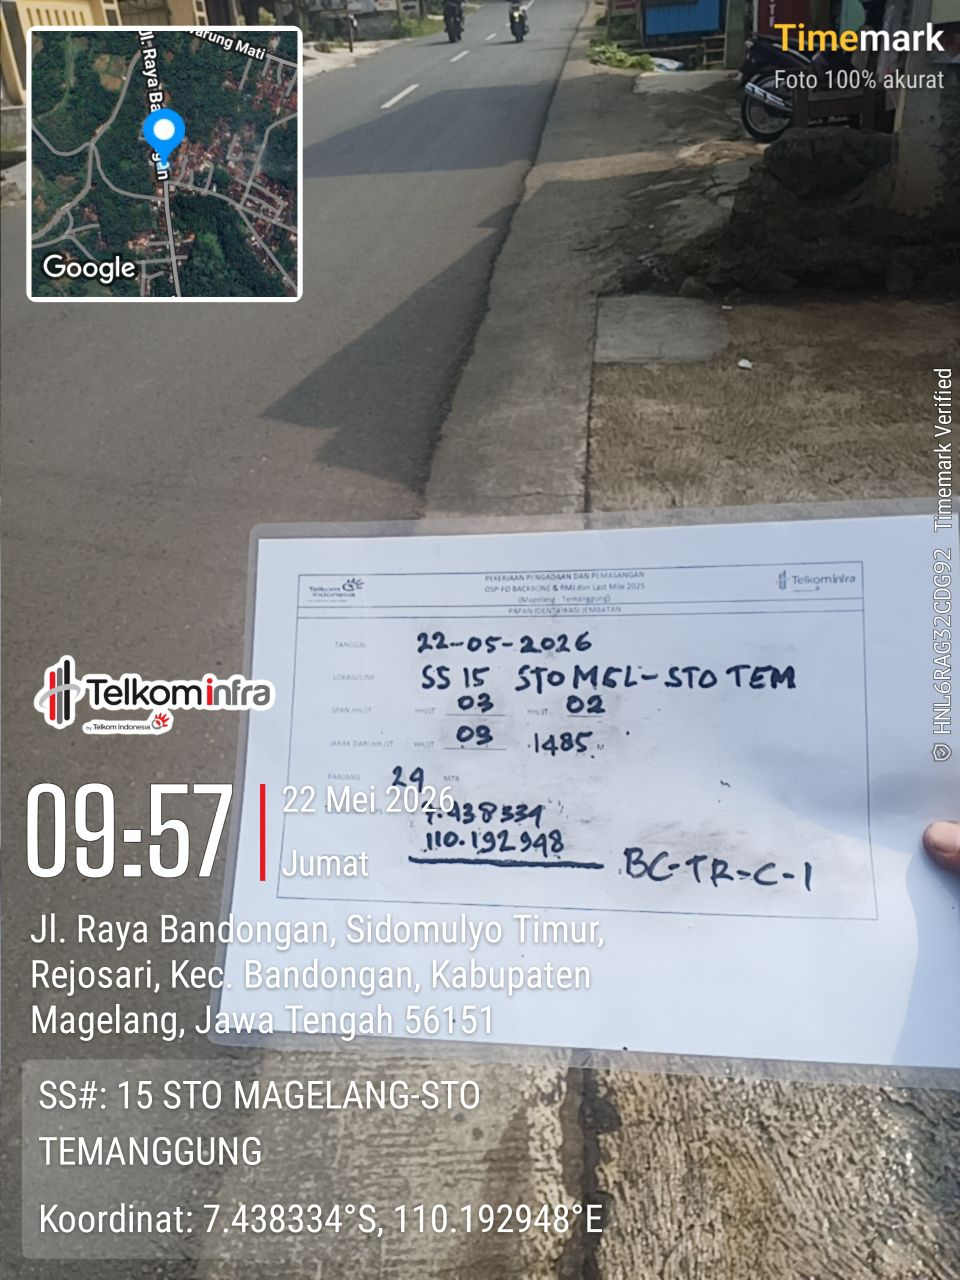 Warung Mati
Jl. Raya Bandongan
Google
Timemark
Foto 100% akurat
HNL6RAG32CDG92 Timemark Verified
Telkom Indonesia
PEKERJAAN PENGADAAN DAN PEMASANGAN
OSP FO BACKBONE & RMJ dan Last Mile 2025
(Magelang - Temanggung)
Telkominfra
PAPAN IDENTIFIKASI JEMBATAN
TANGGAL 22-05-2026
LOKASI/LINK SS 15 STO MGL-STO TEM
SPAN HH/JT HH/JT 03 HH/JT 02
JARAK DARI HH/JT HH/JT 03 1485 M
PANJANG 24 MTR
110.192948
BC-TR-C-1
Telkominfra
by Telkom Indonesia
09:57
22 Mei 2026
Jumat
Jl. Raya Bandongan, Sidomulyo Timur,
Rejosari, Kec. Bandongan, Kabupaten
Magelang, Jawa Tengah 56151
SS#: 15 STO MAGELANG-STO
TEMANGGUNG
Koordinat: 7.438334°S, 110.192948°E